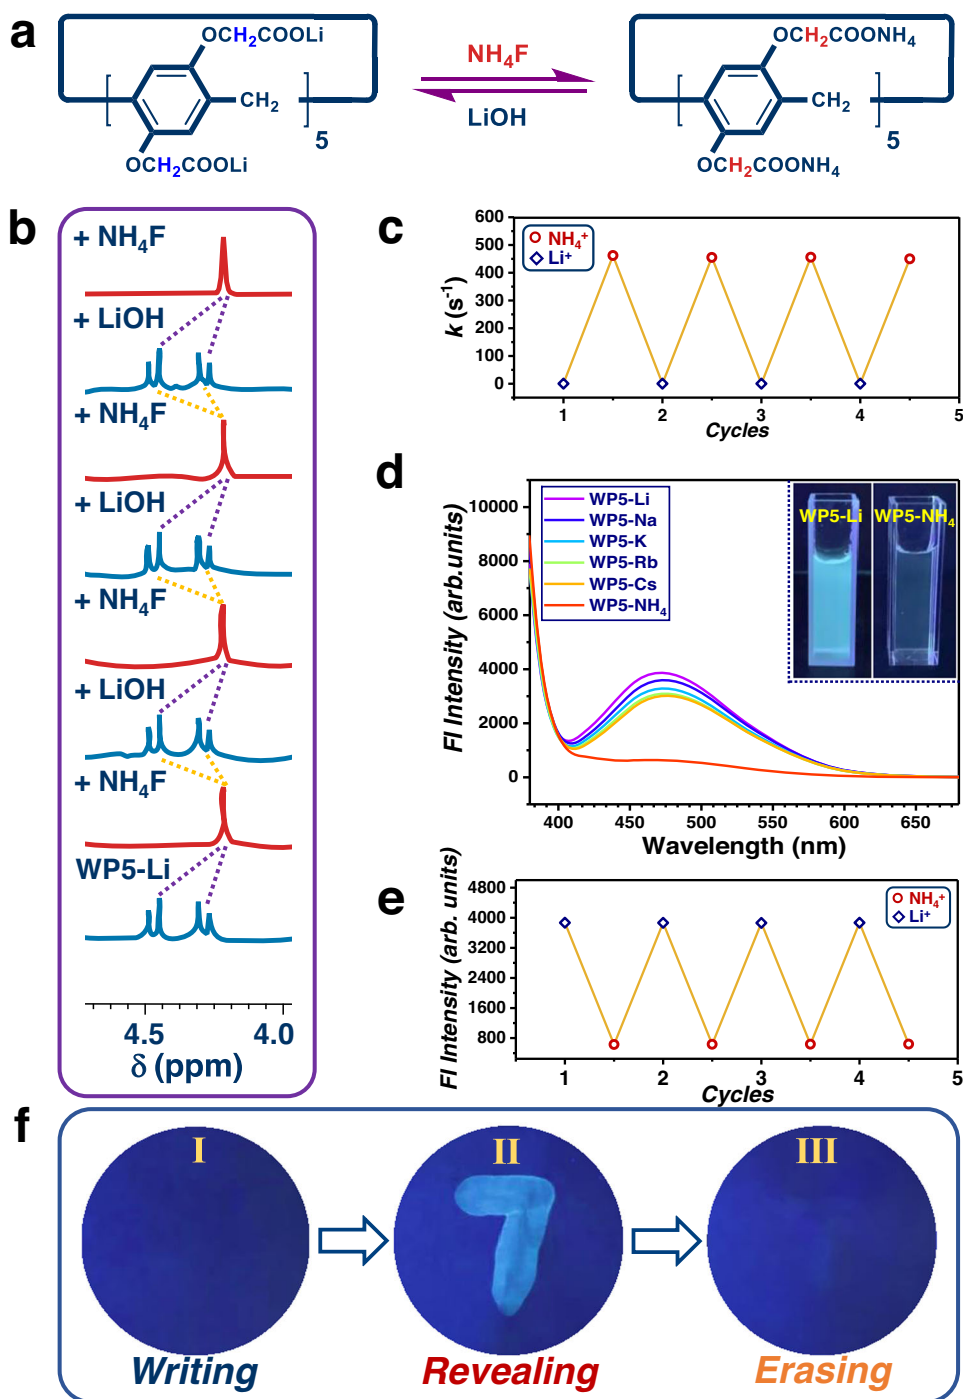 a
OCH₂COOLi
CH₂
5
OCH₂COOLi
NH₄F
LiOH
OCH₂COONH₄
CH₂
5
OCH₂COONH₄
b
+ NH₄F
+ LiOH
+ NH₄F
+ LiOH
+ NH₄F
+ LiOH
+ NH₄F
WP5-Li
4.5 4.0
δ (ppm)
c
600
500
400
300
200
100
0
k (s⁻¹)
NH₄⁺
Li⁺
1 2 3 4 5
Cycles
d
10000
8000
6000
4000
2000
0
FI Intensity (arb.units)
WP5-Li
WP5-Na
WP5-K
WP5-Rb
WP5-Cs
WP5-NH₄
WP5-Li WP5-NH₄
400 450 500 550 600 650
Wavelength (nm)
e
4800
4000
3200
2400
1600
800
FI Intensity (arb. units)
NH₄⁺
Li⁺
1 2 3 4 5
Cycles
f
I II III
7
Writing Revealing Erasing